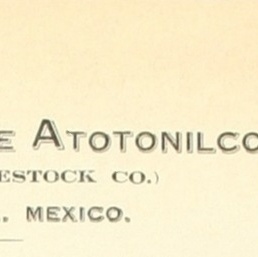 E ATOTONILCO
ESTOCK CO.)
., MEXICO.